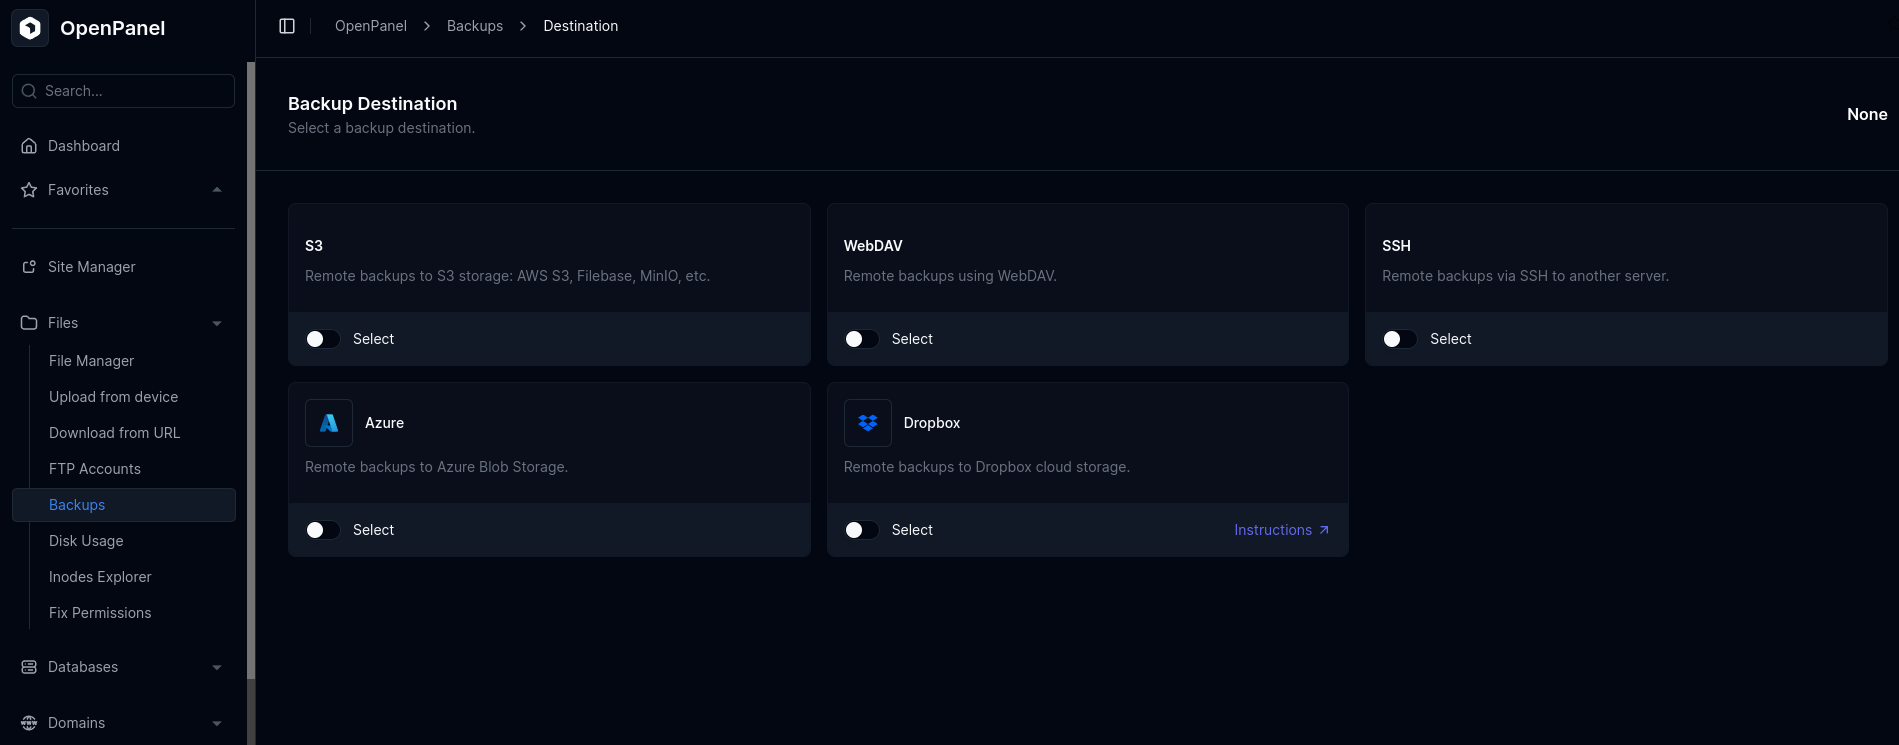 OpenPanel
Search...
Dashboard
Favorites
Site Manager
Files
File Manager
Upload from device
Download from URL
FTP Accounts
Backups
Disk Usage
Inodes Explorer
Fix Permissions
Databases
Domains
OpenPanel > Backups > Destination
Backup Destination
Select a backup destination.
None
S3
Remote backups to S3 storage: AWS S3, Filebase, MinIO, etc.
Select
WebDAV
Remote backups using WebDAV.
Select
SSH
Remote backups via SSH to another server.
Select
Azure
Remote backups to Azure Blob Storage.
Select
Dropbox
Remote backups to Dropbox cloud storage.
Select
Instructions